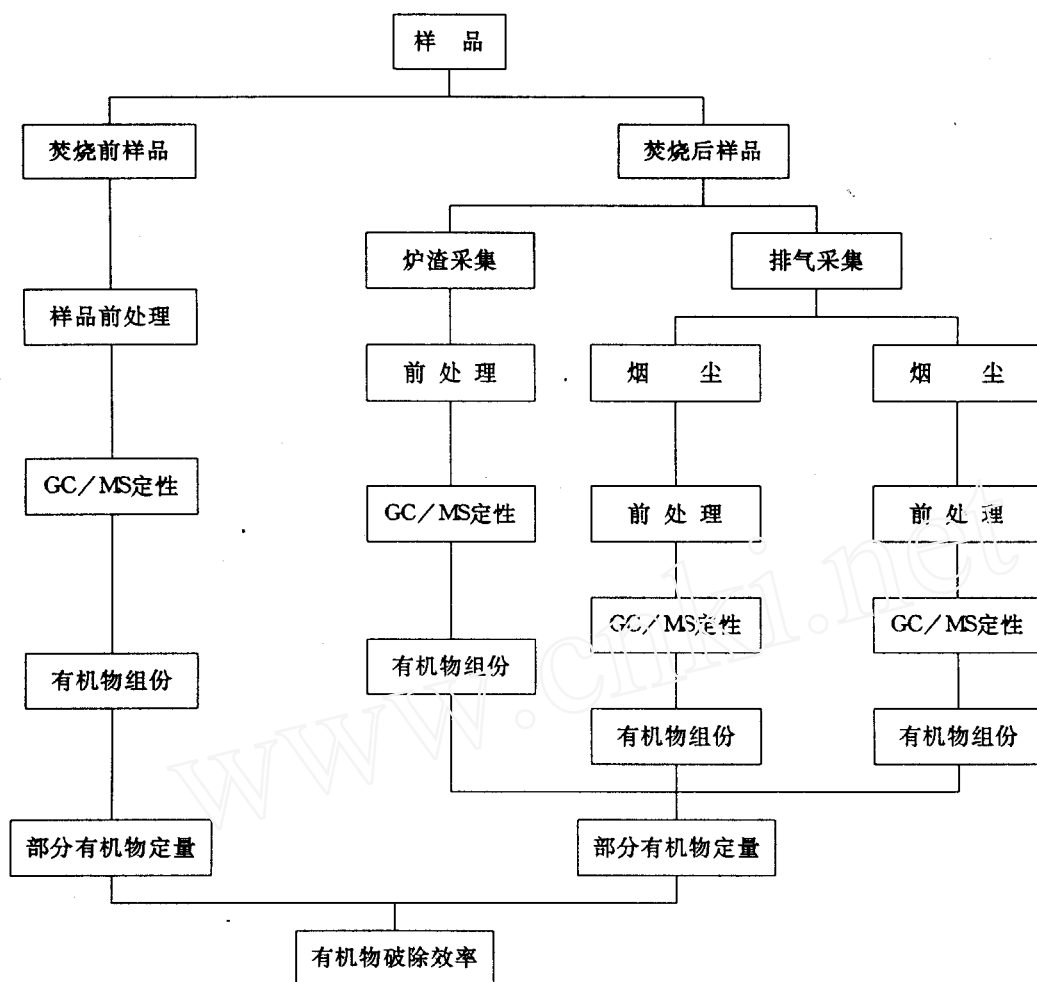 样 品
焚烧前样品
焚烧后样品
炉渣采集
排气采集
样品前处理
前 处 理
烟 尘
烟 尘
GC/MS定性
GC/MS定性
前 处 理
前 处 理
GC/MS定性
GC/MS定性
有机物组份
有机物组份
有机物组份
有机物组份
部分有机物定量
部分有机物定量
有机物破除效率
www.cnki.net